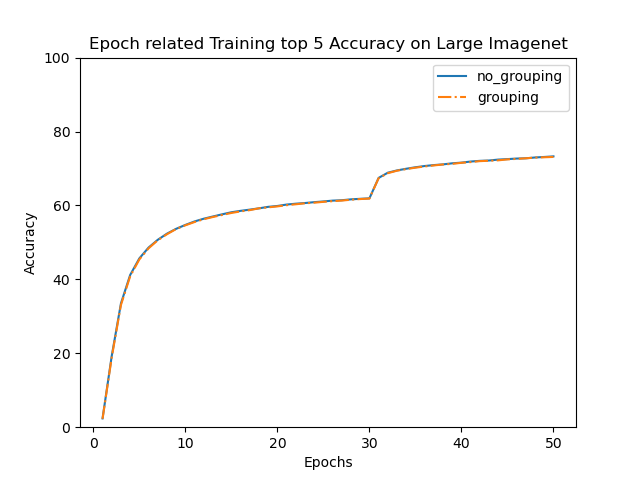 Epoch related Training top 5 Accuracy on Large Imagenet
no_grouping
grouping
100
80
60
40
20
0
Accuracy
0 10 20 30 40 50
Epochs